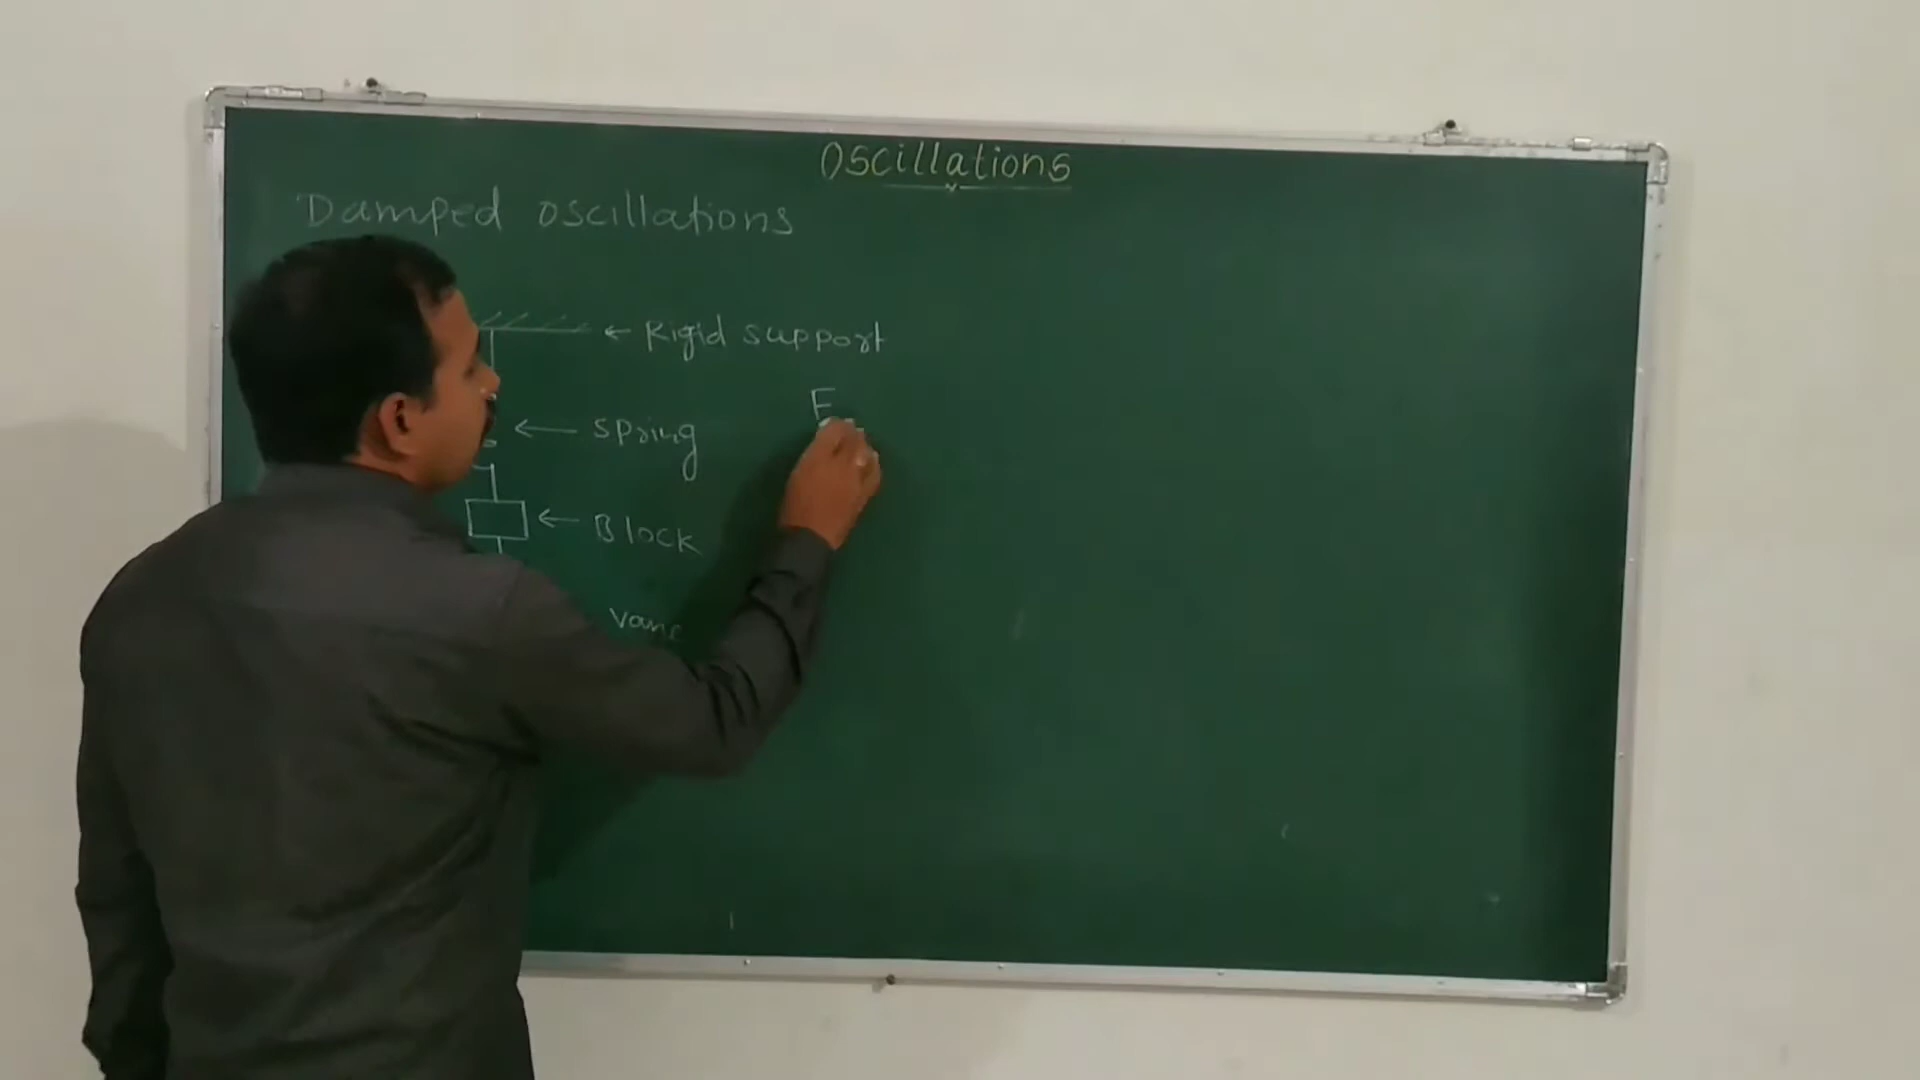 Oscillations
Damped oscillations
← Rigid support
F
← spring
← Block
vane